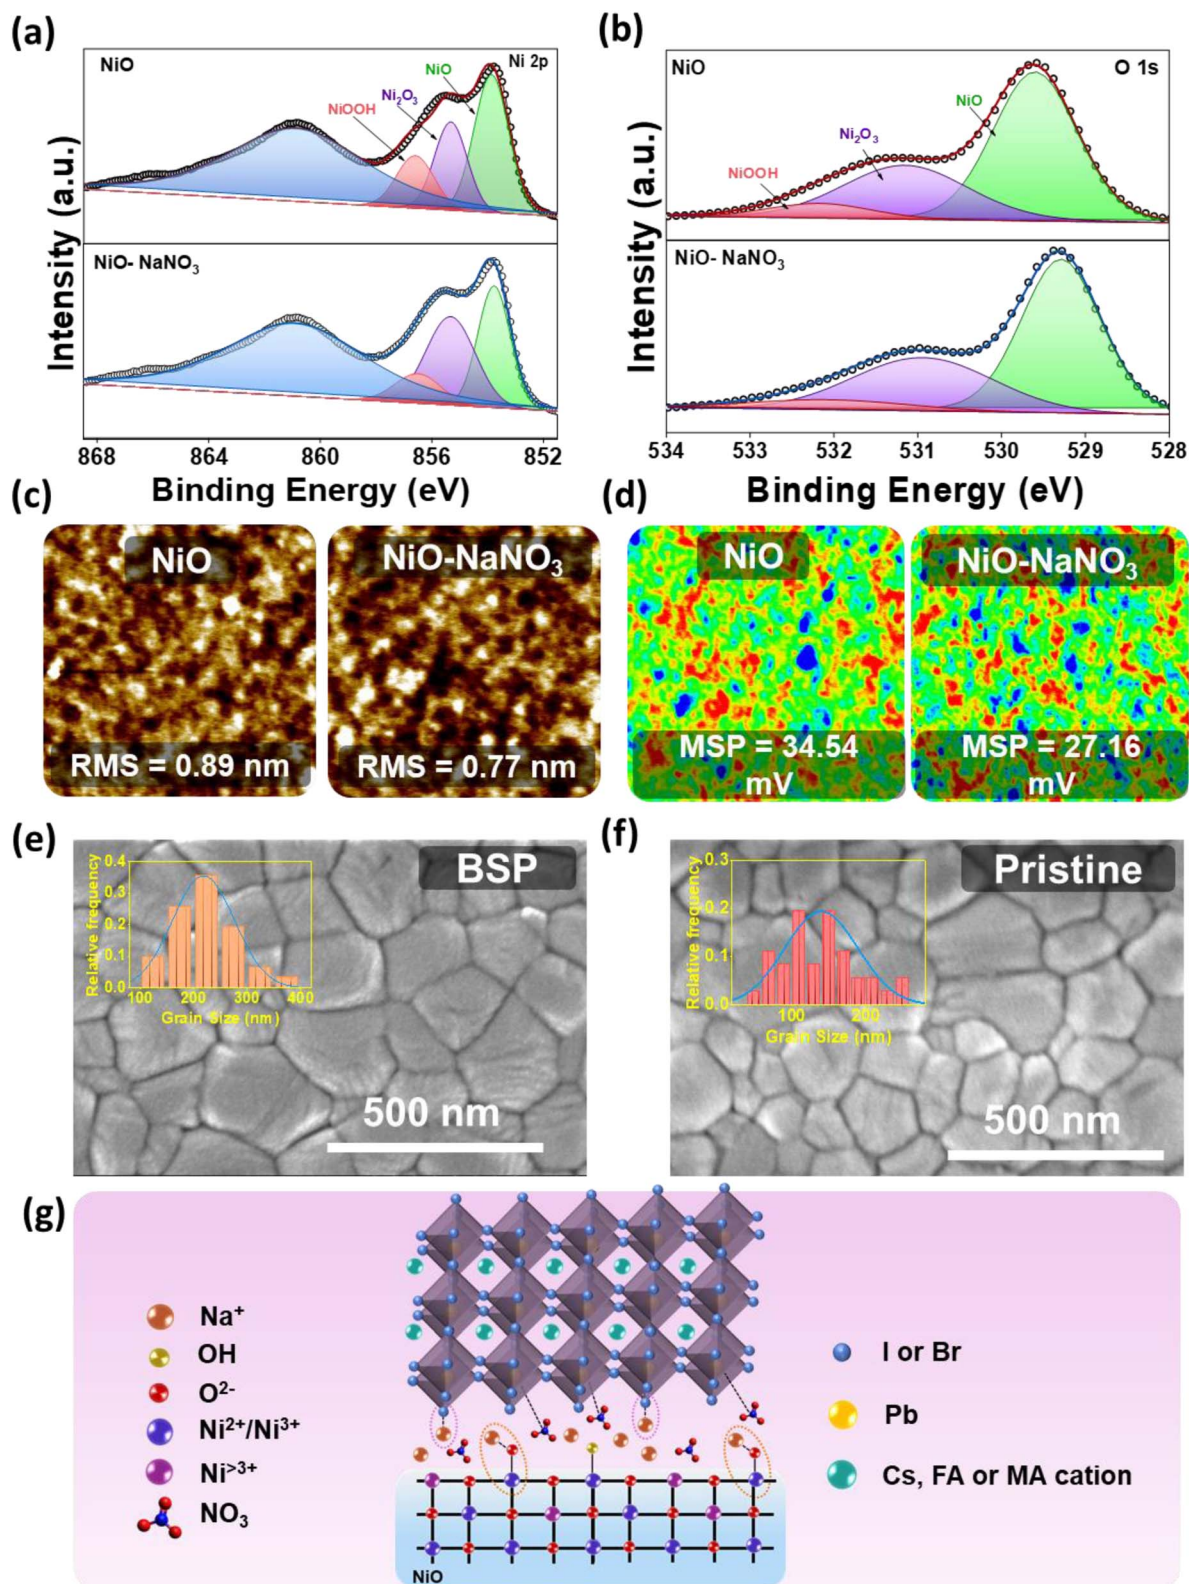 (a)
NiO
Ni 2p
NiO
Ni₂O₃
NiOOH
NiO- NaNO₃
Intensity (a.u.)
868 864 860 856 852
Binding Energy (eV)
(b)
NiO
O 1s
NiO
Ni₂O₃
NiOOH
NiO- NaNO₃
Intensity (a.u.)
534 533 532 531 530 529 528
Binding Energy (eV)
(c)
NiO
RMS = 0.89 nm
NiO-NaNO₃
RMS = 0.77 nm
(d)
NiO
MSP = 34.54
mV
NiO-NaNO₃
MSP = 27.16
mV
(e)
BSP
Relative frequency
0.4
0.3
0.2
0.1
0.0
100 200 300 400
Grain Size (nm)
500 nm
(f)
Pristine
Relative frequency
0.3
0.2
0.1
0.0
100 200
Grain Size (nm)
500 nm
(g)
Na⁺
OH
O²⁻
Ni²⁺/Ni³⁺
Ni^{>3+}
NO₃
I or Br
Pb
Cs, FA or MA cation
NiO